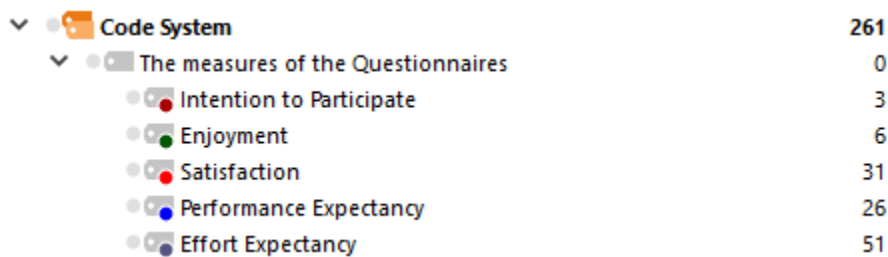 Code System 261
The measures of the Questionnaires 0
Intention to Participate 3
Enjoyment 6
Satisfaction 31
Performance Expectancy 26
Effort Expectancy 51